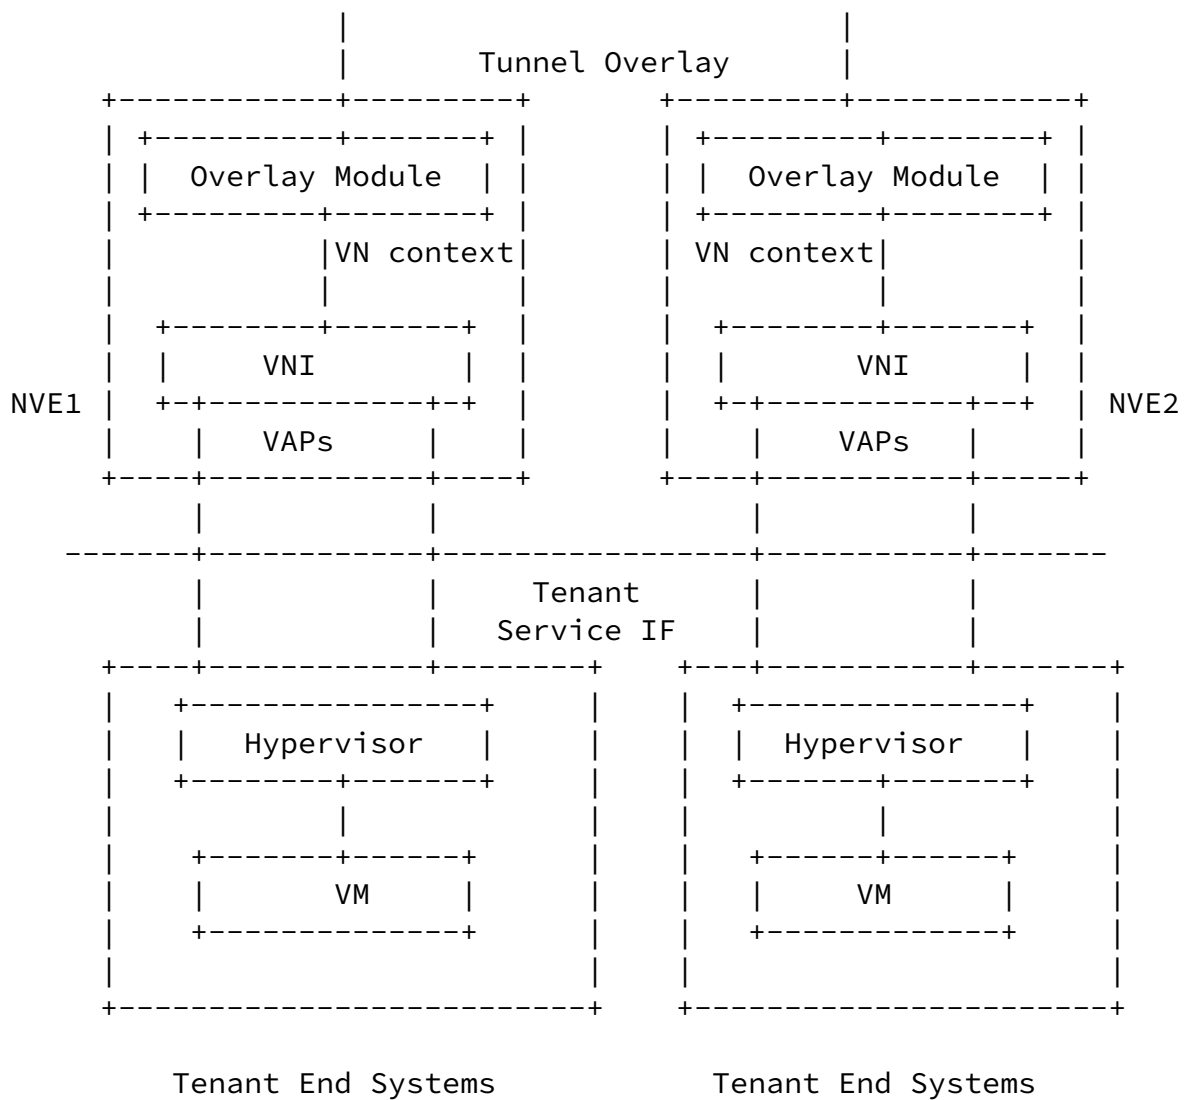 Tunnel Overlay
Overlay Module Overlay Module
VN context VN context
VNI VNI
NVE1 NVE2
VAPs VAPs
Tenant
Service IF
Hypervisor Hypervisor
VM VM
Tenant End Systems Tenant End Systems